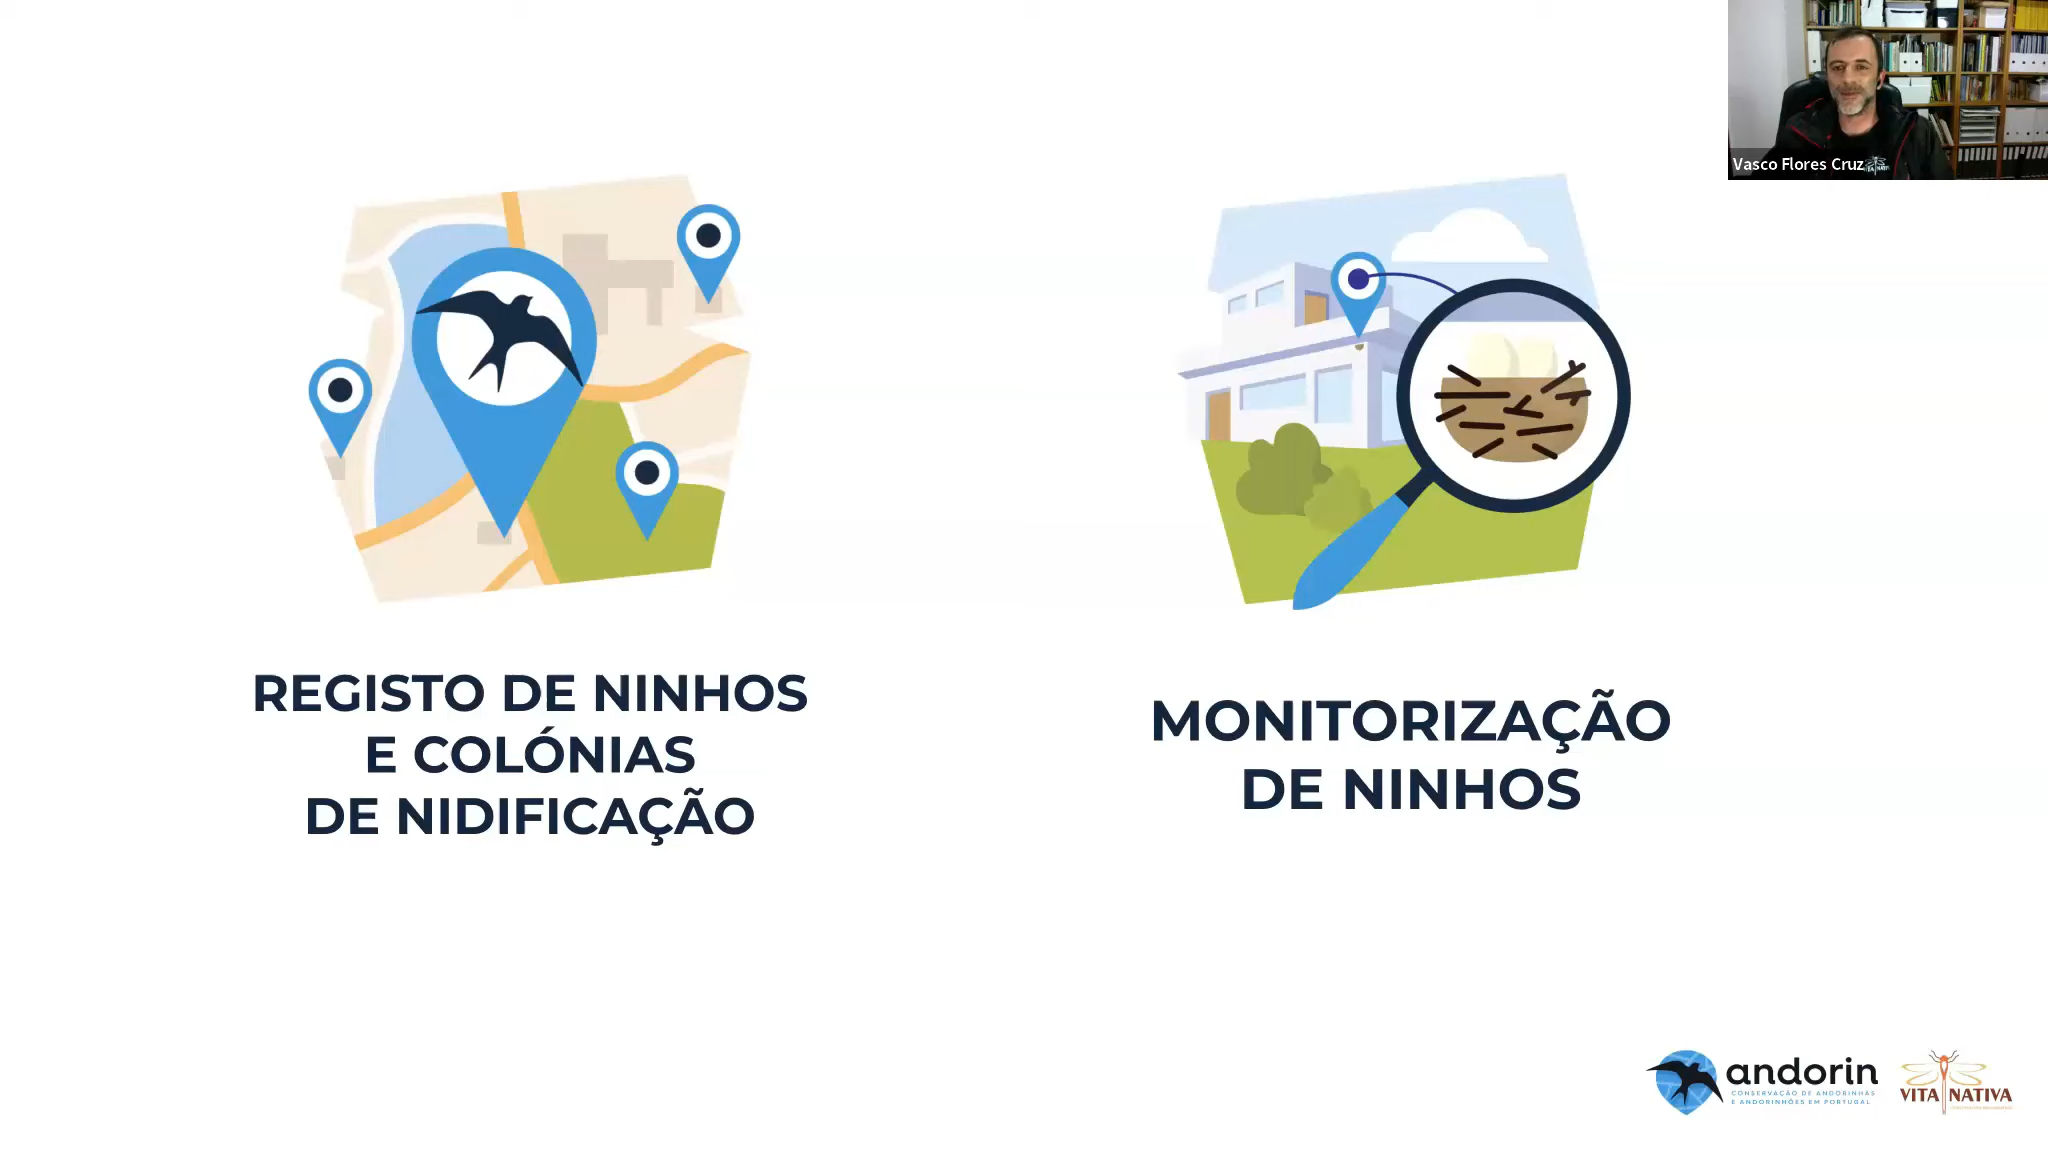 Vasco Flores Cruz
REGISTO DE NINHOS
E COLÓNIAS
DE NIDIFICAÇÃO
MONITORIZAÇÃO
DE NINHOS
andorin
CONSERVAÇÃO DE ANDORINHAS
E ANDORINHÕES EM PORTUGAL
VITA NATIVA